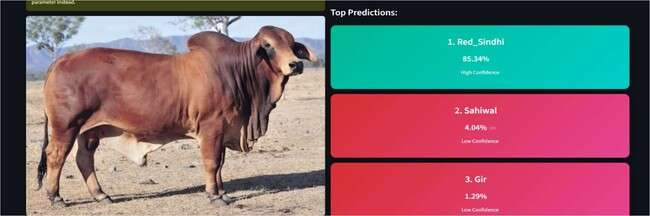 parameter instead.
Top Predictions:
1. Red_Sindhi
85.34%
High Confidence
2. Sahiwal
4.04%
Low Confidence
3. Gir
1.29%
Low Confidence